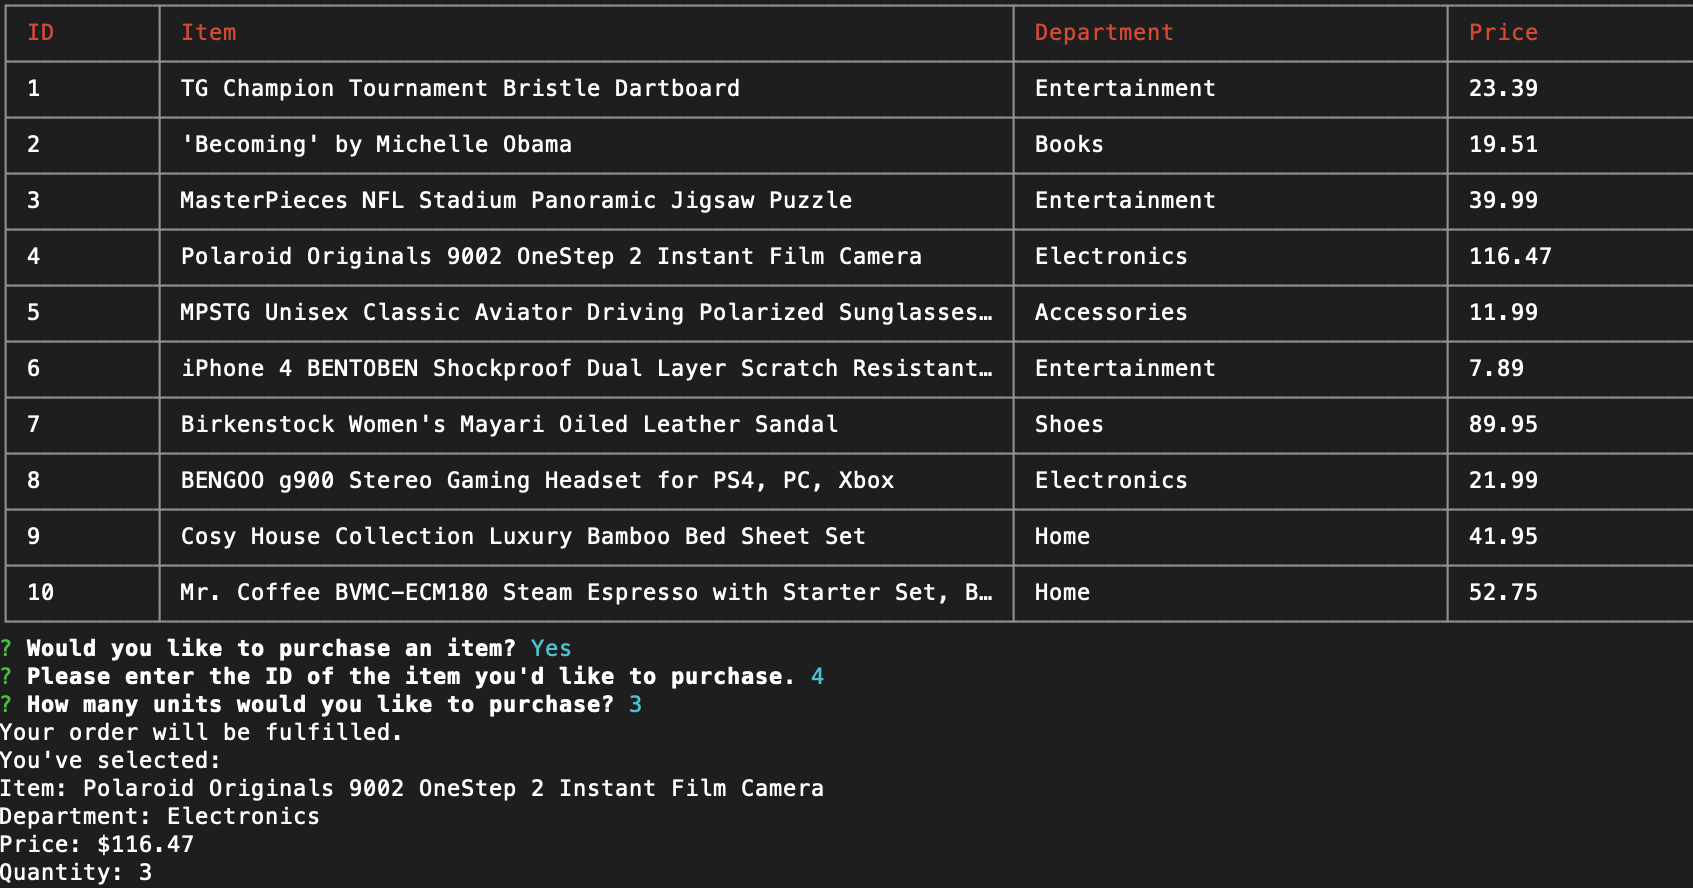 ID Item Department Price
1 TG Champion Tournament Bristle Dartboard Entertainment 23.39
2 'Becoming' by Michelle Obama Books 19.51
3 MasterPieces NFL Stadium Panoramic Jigsaw Puzzle Entertainment 39.99
4 Polaroid Originals 9002 OneStep 2 Instant Film Camera Electronics 116.47
5 MPSTG Unisex Classic Aviator Driving Polarized Sunglasses… Accessories 11.99
6 iPhone 4 BENTOBEN Shockproof Dual Layer Scratch Resistant… Entertainment 7.89
7 Birkenstock Women's Mayari Oiled Leather Sandal Shoes 89.95
8 BENGOO g900 Stereo Gaming Headset for PS4, PC, Xbox Electronics 21.99
9 Cosy House Collection Luxury Bamboo Bed Sheet Set Home 41.95
10 Mr. Coffee BVMC-ECM180 Steam Espresso with Starter Set, B… Home 52.75
? Would you like to purchase an item? Yes
? Please enter the ID of the item you'd like to purchase. 4
? How many units would you like to purchase? 3
Your order will be fulfilled.
You've selected:
Item: Polaroid Originals 9002 OneStep 2 Instant Film Camera
Department: Electronics
Price: $116.47
Quantity: 3